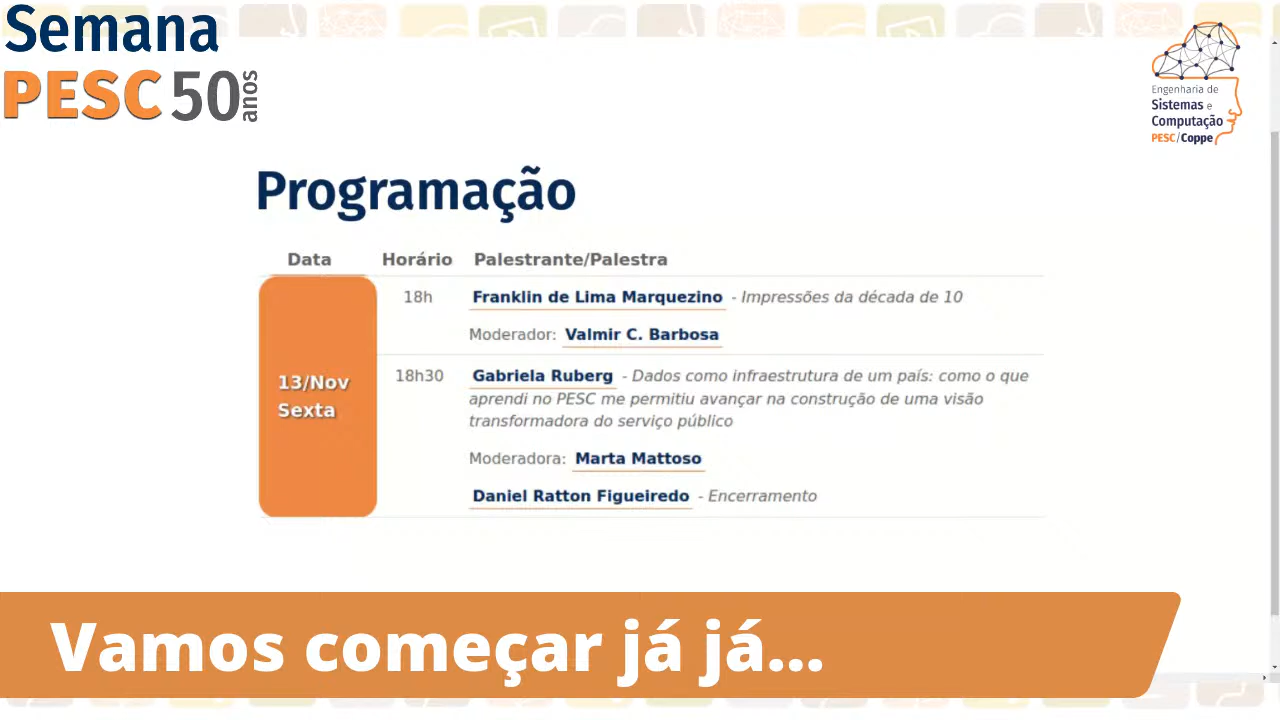 Semana
PESC 50 anos
Engenharia de
Sistemas e
Computação
PESC/Coppe
Programação
Data Horário Palestrante/Palestra
13/Nov
Sexta
18h Franklin de Lima Marquezino - Impressões da década de 10
Moderador: Valmir C. Barbosa
18h30 Gabriela Ruberg - Dados como infraestrutura de um país: como o que
aprendi no PESC me permitiu avançar na construção de uma visão
transformadora do serviço público
Moderadora: Marta Mattoso
Daniel Ratton Figueiredo - Encerramento
Vamos começar já já...